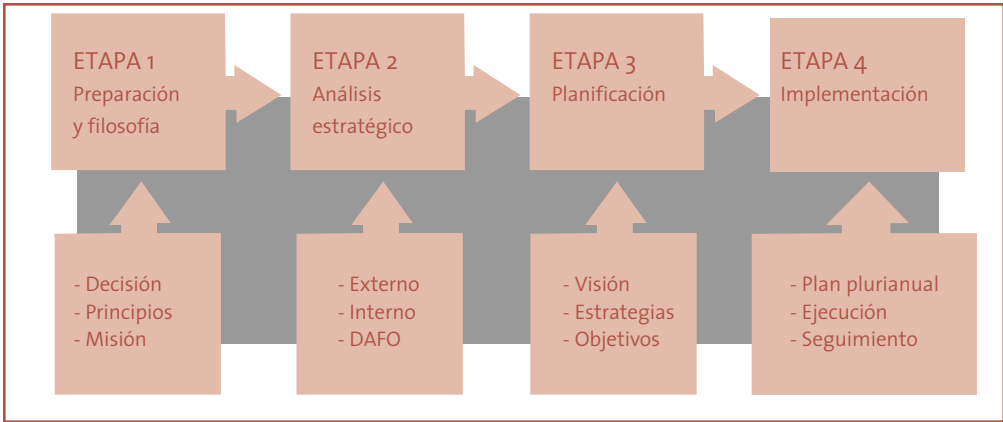 ETAPA 1
Preparación
y filosofía
ETAPA 2
Análisis
estratégico
ETAPA 3
Planificación
ETAPA 4
Implementación
- Decisión
- Principios
- Misión
- Externo
- Interno
- DAFO
- Visión
- Estrategias
- Objetivos
- Plan plurianual
- Ejecución
- Seguimiento